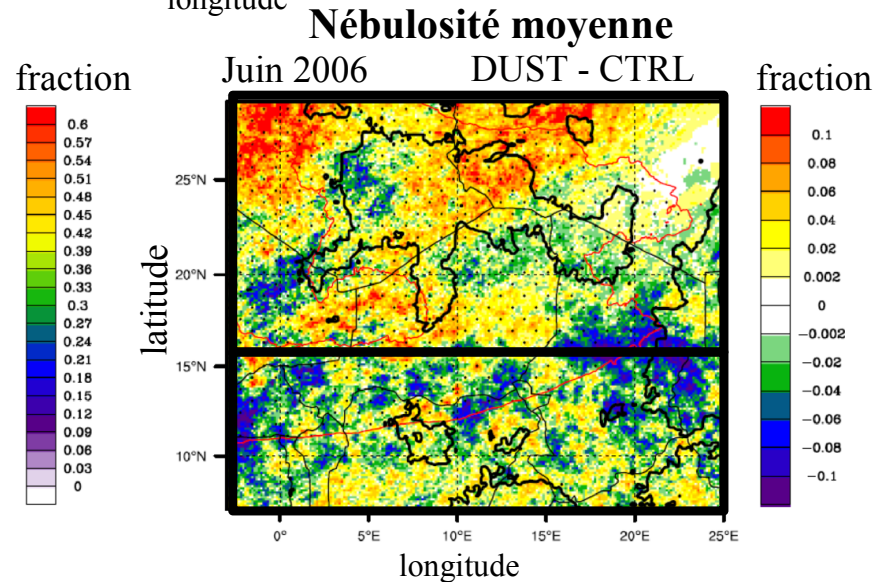 longitude
Nébulosité moyenne
fraction
Juin 2006
DUST - CTRL
fraction
0.6
0.57
0.54
0.51
0.48
0.45
0.42
0.39
0.36
0.33
0.3
0.27
0.24
0.21
0.18
0.15
0.12
0.09
0.06
0.03
0
latitude
25°N
20°N
15°N
10°N
0°
5°E
10°E
15°E
20°E
25°E
longitude
0.1
0.08
0.06
0.04
0.02
0.002
0
−0.002
−0.02
−0.04
−0.06
−0.08
−0.1